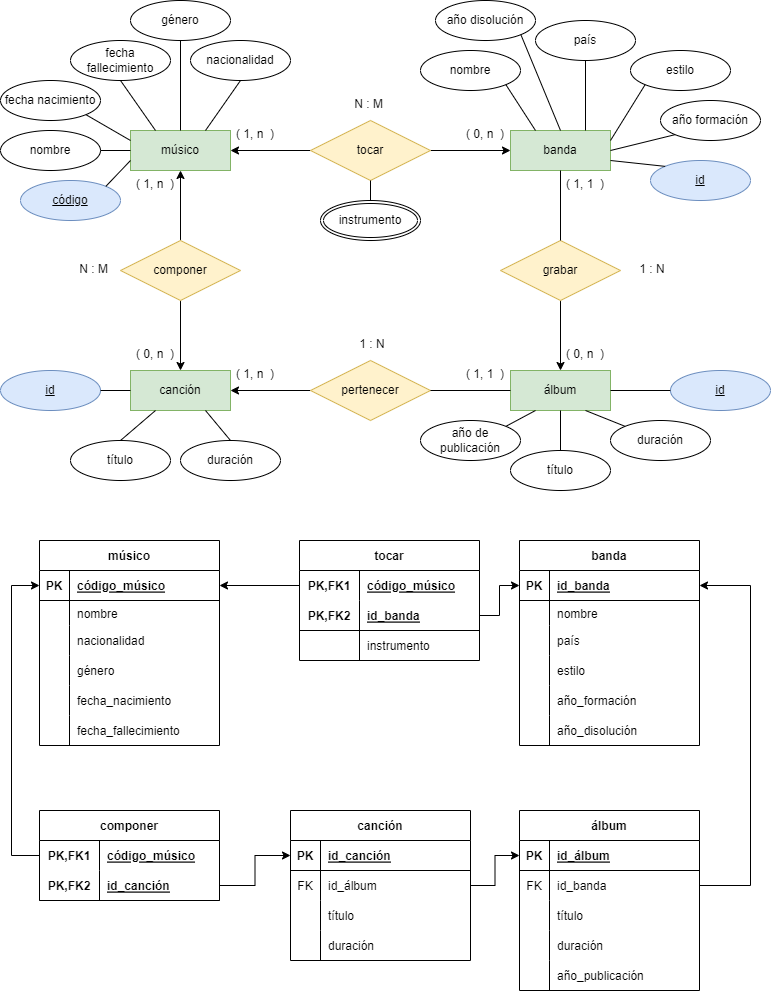 género
año disolución
país
fecha
fallecimiento
nacionalidad
nombre
estilo
fecha nacimiento
N : M
año formación
nombre
músico
( 1, n )
tocar
( 0, n )
banda
código
( 1, n )
instrumento
( 1, 1 )
id
N : M
componer
grabar
1 : N
( 0, n )
1 : N
( 0, n )
id
canción
( 1, n )
pertenecer
( 1, 1 )
álbum
id
título
duración
año de
publicación
título
duración
músico
PK código_músico
nombre
nacionalidad
género
fecha_nacimiento
fecha_fallecimiento
tocar
PK,FK1 código_músico
PK,FK2 id_banda
instrumento
banda
PK id_banda
nombre
país
estilo
año_formación
año_disolución
componer
PK,FK1 código_músico
PK,FK2 id_canción
canción
PK id_canción
FK id_álbum
título
duración
álbum
PK id_álbum
FK id_banda
título
duración
año_publicación